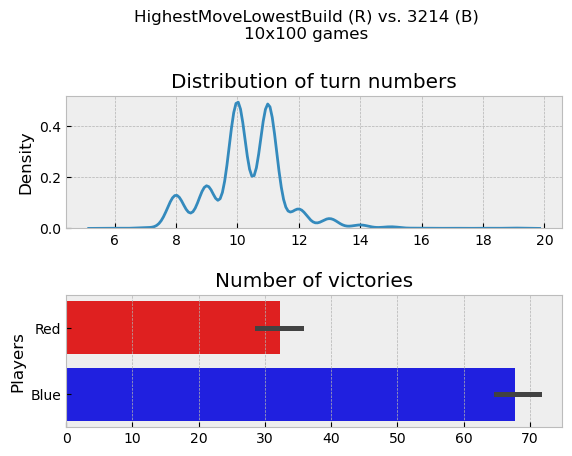 HighestMoveLowestBuild (R) vs. 3214 (B)
10x100 games
Distribution of turn numbers
Density
0.4
0.2
0.0
6 8 10 12 14 16 18 20
Number of victories
Players
Red
Blue
0 10 20 30 40 50 60 70